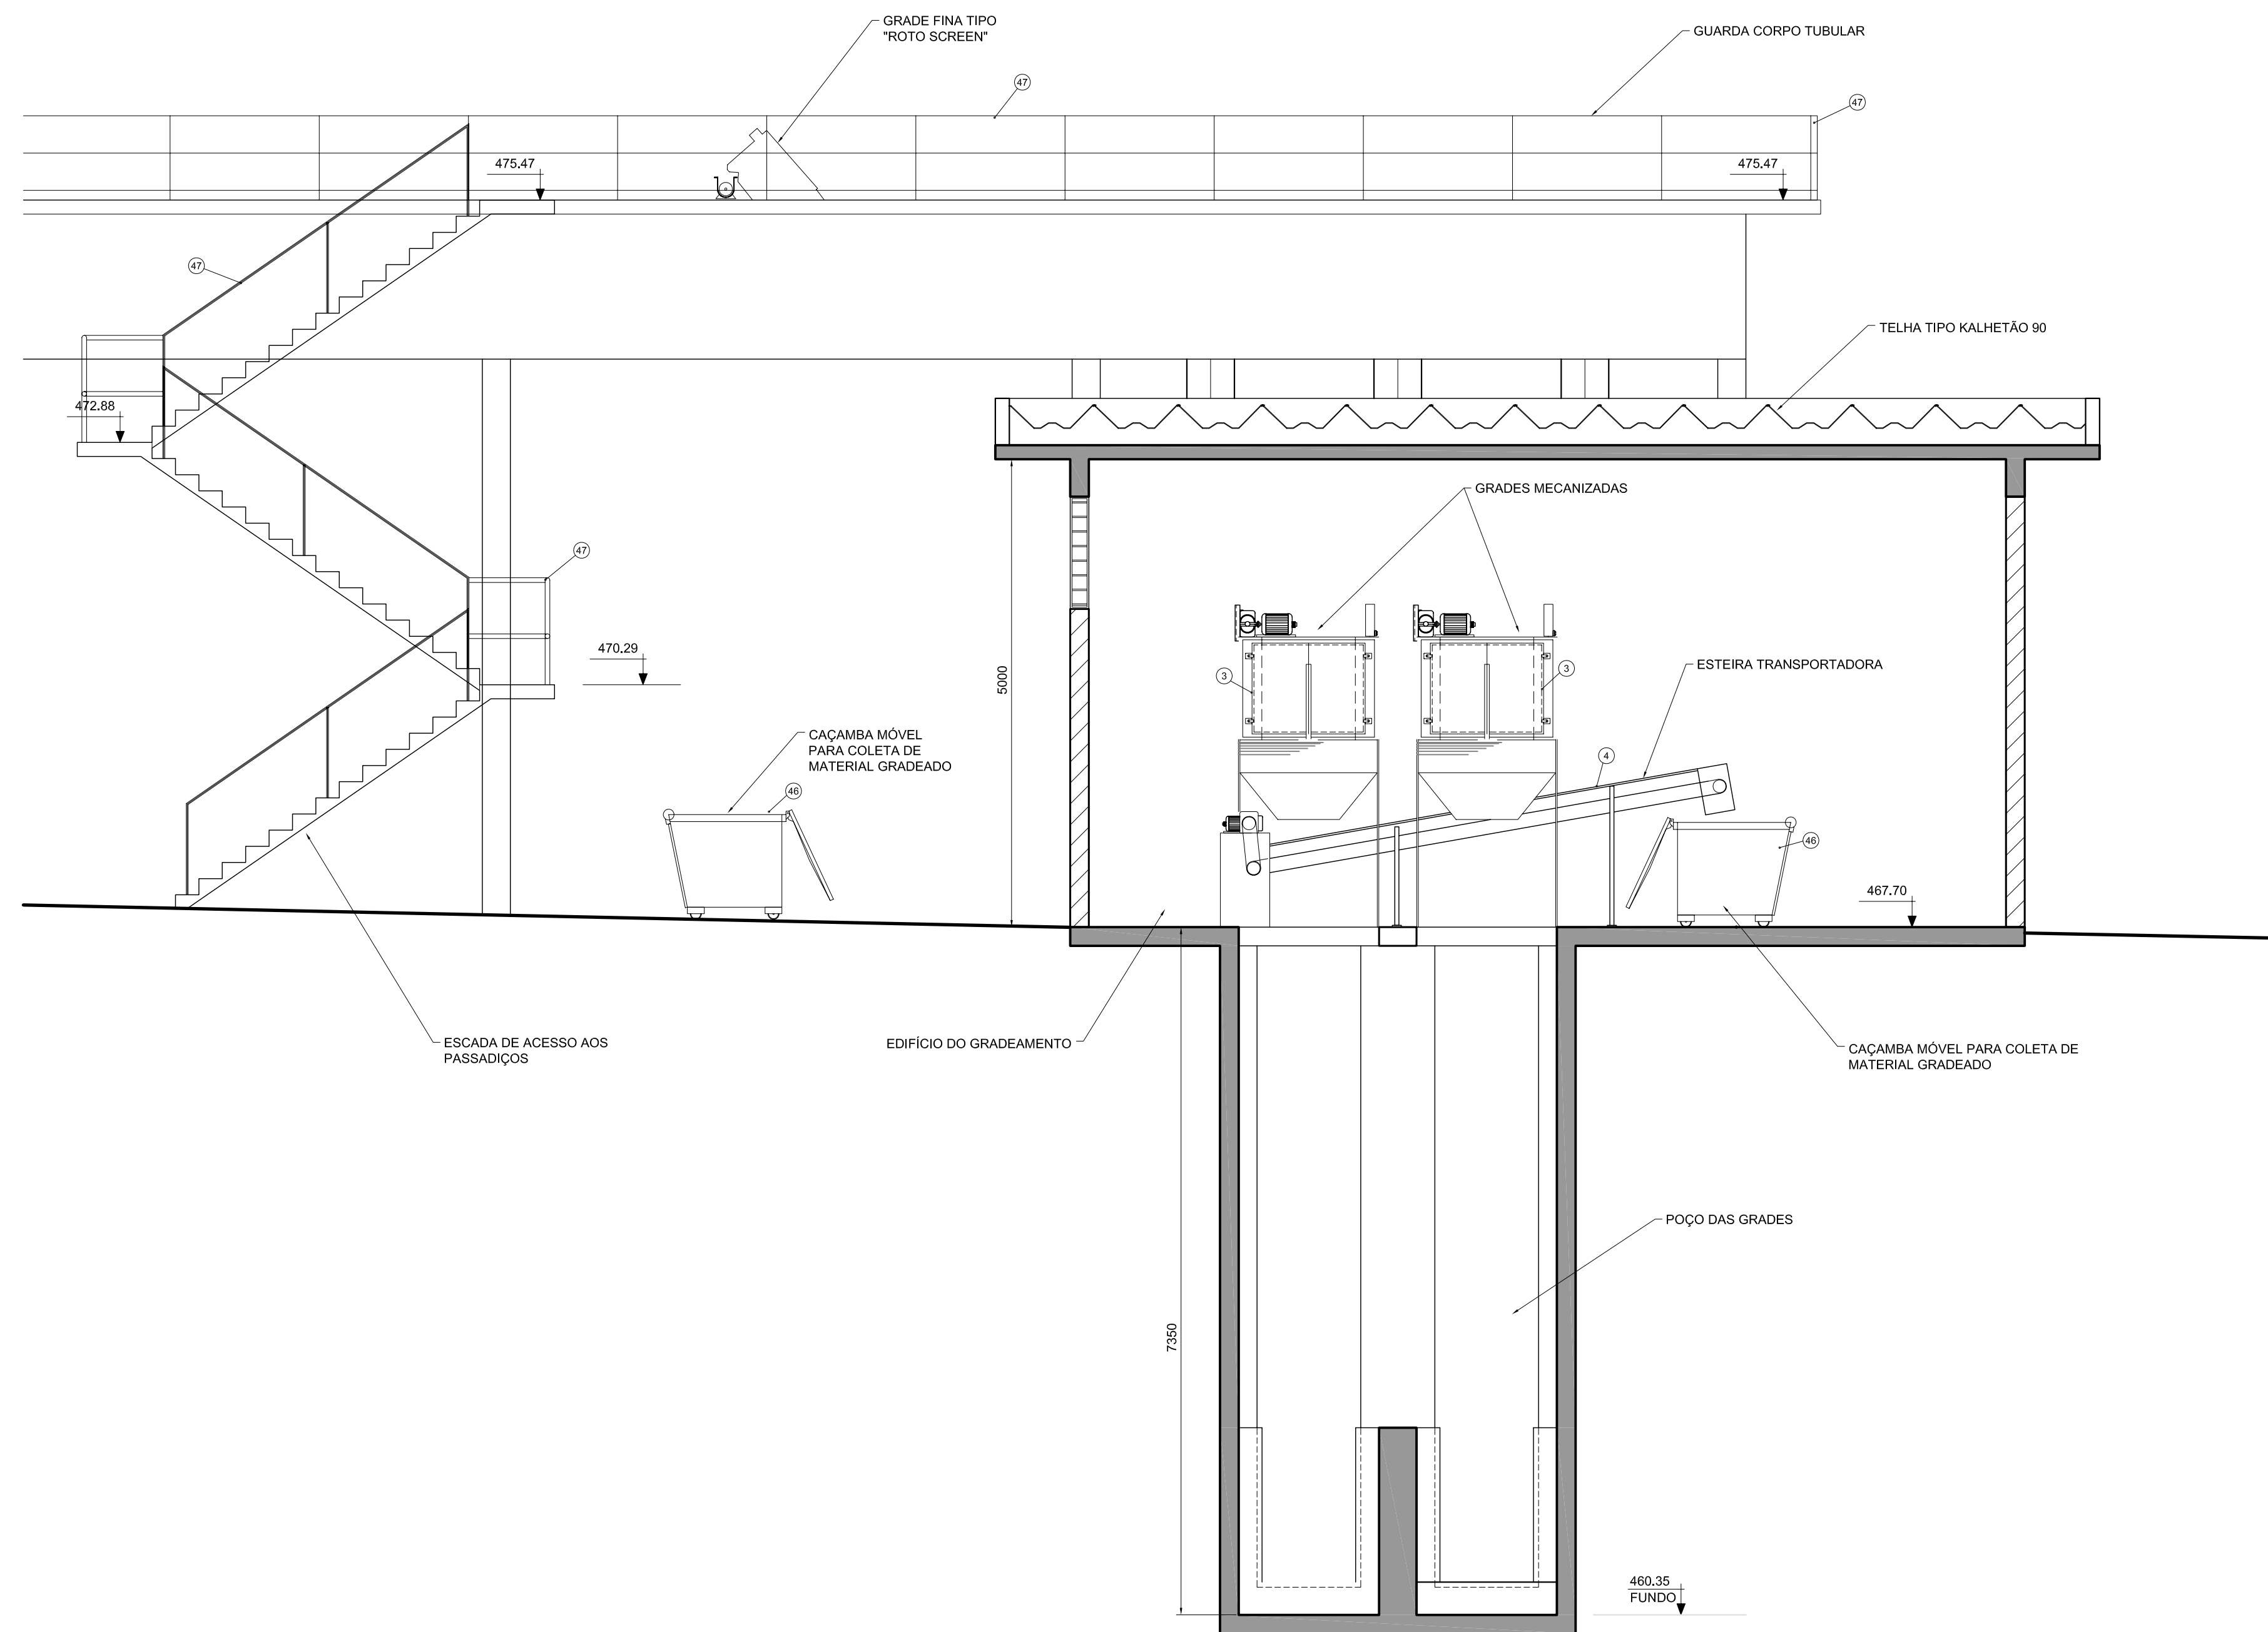 GRADE FINA TIPO
"ROTO SCREEN"
GUARDA CORPO TUBULAR
47
47
475.47
475.47
47
TELHA TIPO KALHETÃO 90
472.88
GRADES MECANIZADAS
47
470.29
5000
3
3
ESTEIRA TRANSPORTADORA
CAÇAMBA MÓVEL
PARA COLETA DE
MATERIAL GRADEADO
4
46
46
467.70
ESCADA DE ACESSO AOS
PASSADIÇOS
EDIFÍCIO DO GRADEAMENTO
CAÇAMBA MÓVEL PARA COLETA DE
MATERIAL GRADEADO
POÇO DAS GRADES
7350
460.35
FUNDO